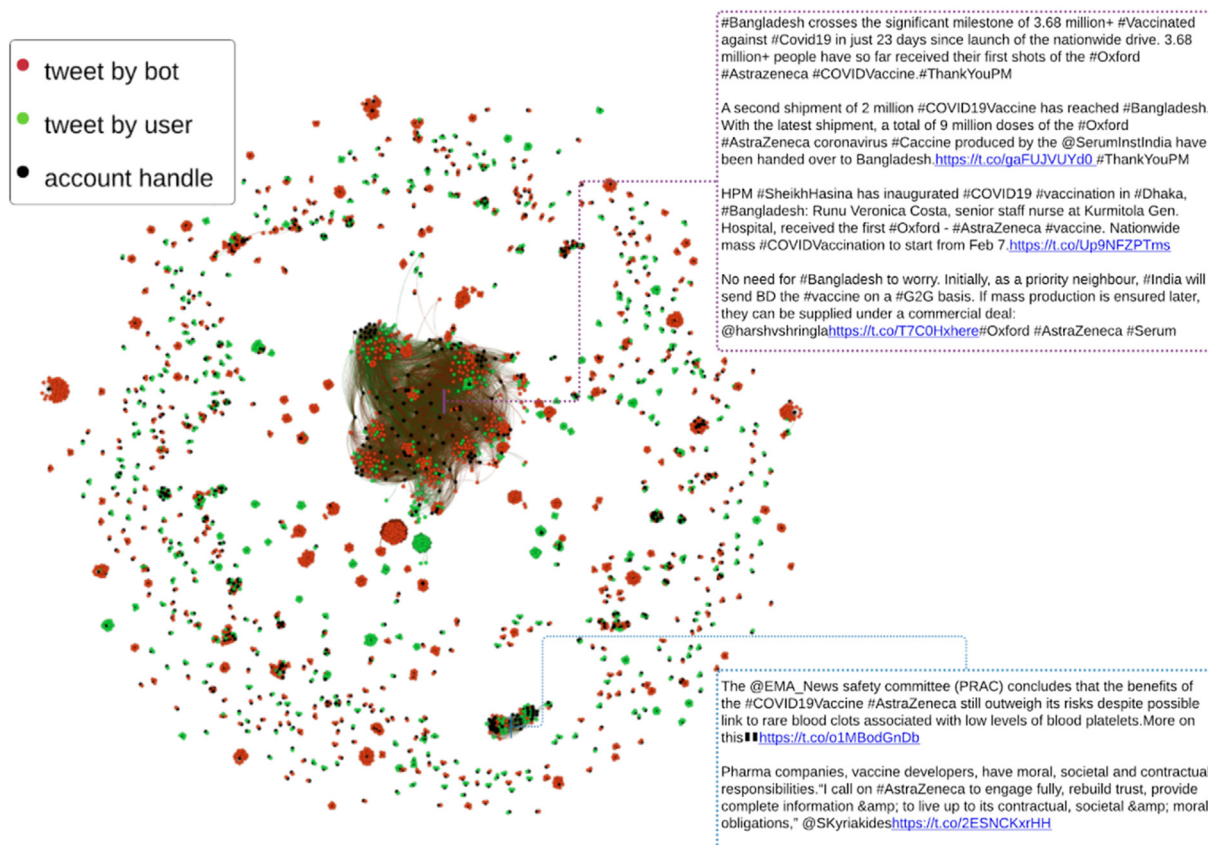 tweet by bot
tweet by user
account handle
#Bangladesh crosses the significant milestone of 3.68 million+ #Vaccinated
against #Covid19 in just 23 days since launch of the nationwide drive. 3.68
million+ people have so far received their first shots of the #Oxford
#Astrazeneca #COVIDVaccine.#ThankYouPM
A second shipment of 2 million #COVID19Vaccine has reached #Bangladesh.
With the latest shipment, a total of 9 million doses of the #Oxford
#AstraZeneca coronavirus #Caccine produced by the @SerumInstIndia have
been handed over to Bangladesh.https://t.co/gaFUJVUYd0 #ThankYouPM
HPM #SheikhHasina has inaugurated #COVID19 #vaccination in #Dhaka,
#Bangladesh: Runu Veronica Costa, senior staff nurse at Kurmitola Gen.
Hospital, received the first #Oxford - #AstraZeneca #vaccine. Nationwide
mass #COVIDVaccination to start from Feb 7.https://t.co/Up9NFZPTms
No need for #Bangladesh to worry. Initially, as a priority neighbour, #India will
send BD the #vaccine on a #G2G basis. If mass production is ensured later,
they can be supplied under a commercial deal:
@harshvshringlahttps://t.co/T7C0Hxhere#Oxford #AstraZeneca #Serum
The @EMA_News safety committee (PRAC) concludes that the benefits of
the #COVID19Vaccine #AstraZeneca still outweigh its risks despite possible
link to rare blood clots associated with low levels of blood platelets.More on
this▮▮https://t.co/o1MBodGnDb
Pharma companies, vaccine developers, have moral, societal and contractual
responsibilities."I call on #AstraZeneca to engage fully, rebuild trust, provide
complete information &amp; to live up to its contractual, societal &amp; moral
obligations," @SKyriakideshttps://t.co/2ESNCKxrHH